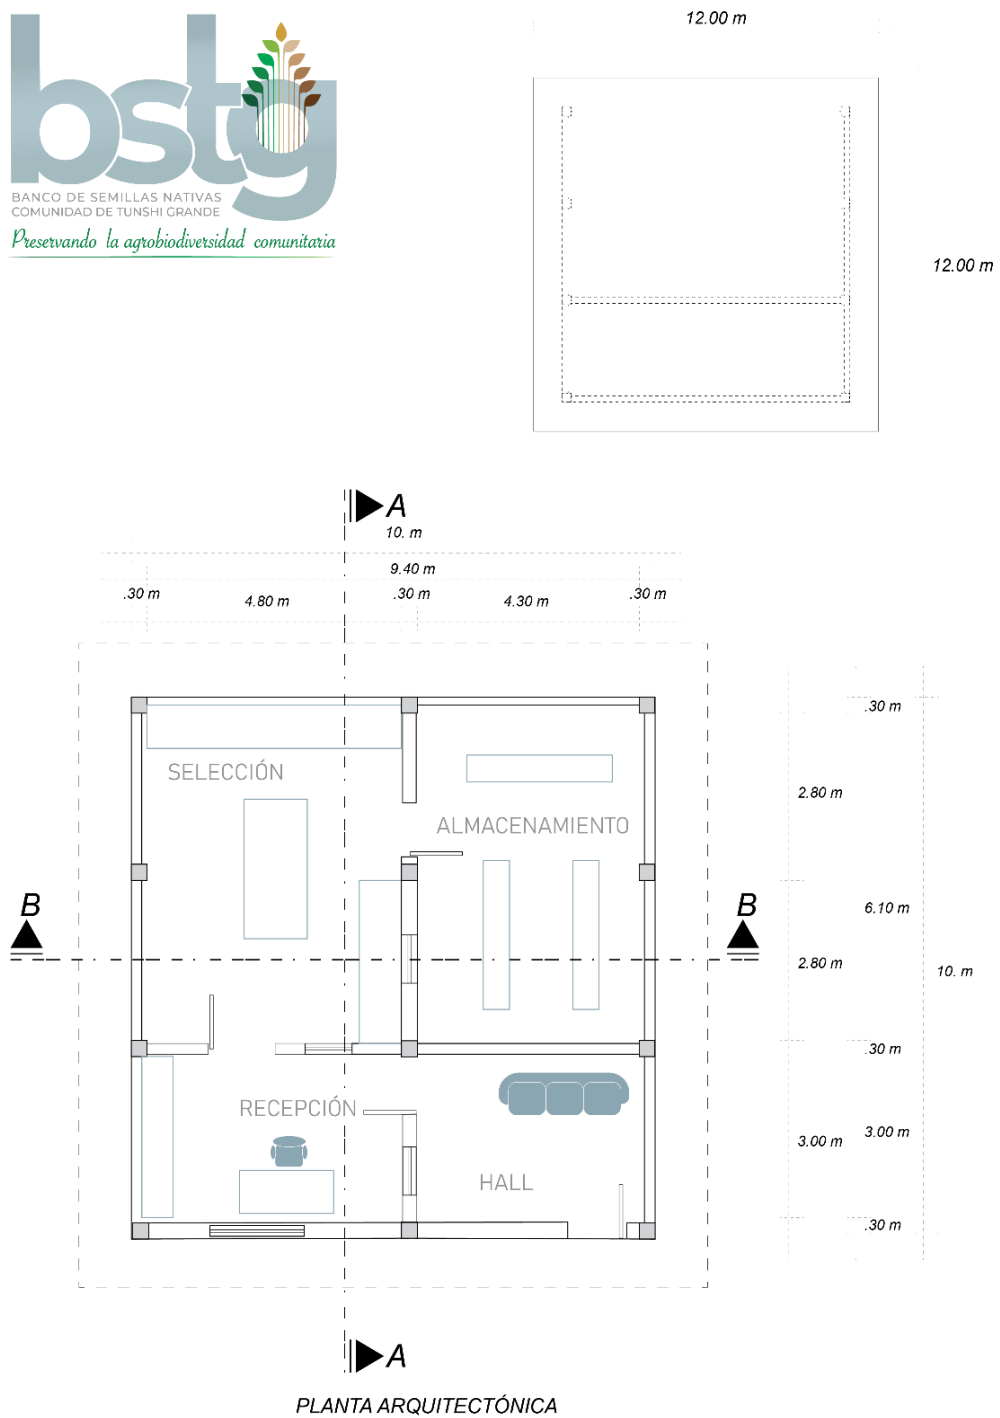 bstg
BANCO DE SEMILLAS NATIVAS
COMUNIDAD DE TUNSHI GRANDE
Preservando la agrobiodiversidad comunitaria
12.00 m
12.00 m
A
10. m
9.40 m
.30 m 4.80 m .30 m 4.30 m .30 m
.30 m
SELECCIÓN
2.80 m
ALMACENAMIENTO
B
B
6.10 m
2.80 m
10. m
.30 m
RECEPCIÓN
3.00 m
3.00 m
HALL
.30 m
A
PLANTA ARQUITECTÓNICA